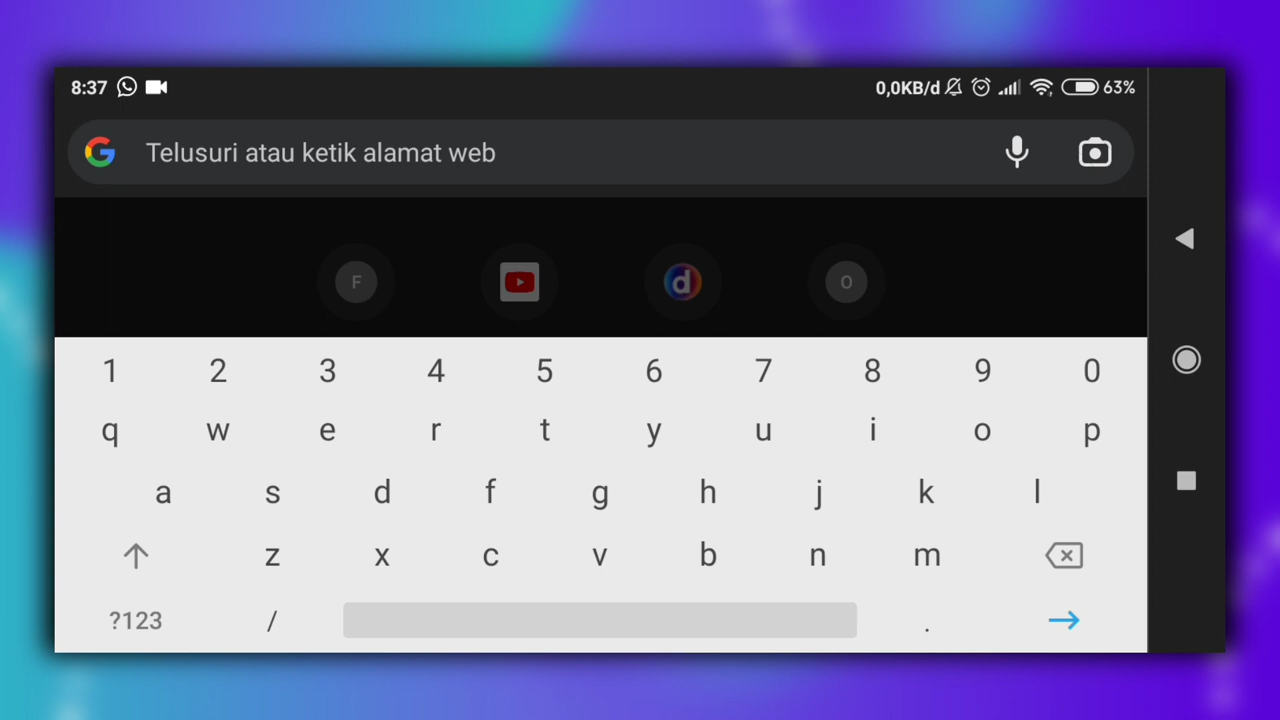 8:37 0,0KB/d 63%
Telusuri atau ketik alamat web
F d O
1 2 3 4 5 6 7 8 9 0
q w e r t y u i o p
a s d f g h j k l
z x c v b n m
?123 / .